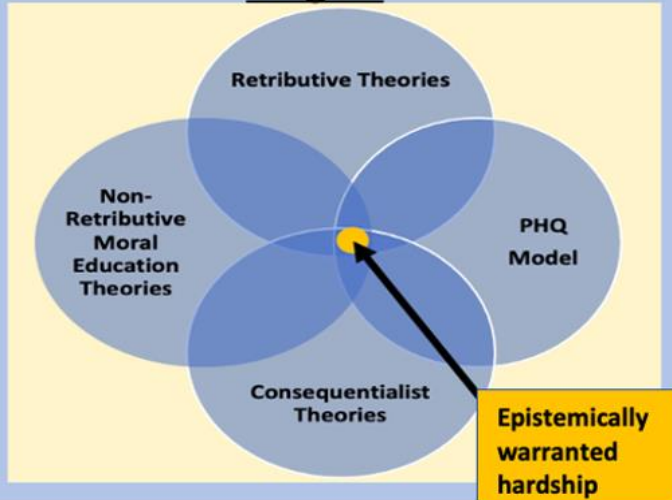 Retributive Theories
Non-
Retributive
Moral
Education
Theories
PHQ
Model
Consequentialist
Theories
Epistemically
warranted
hardship